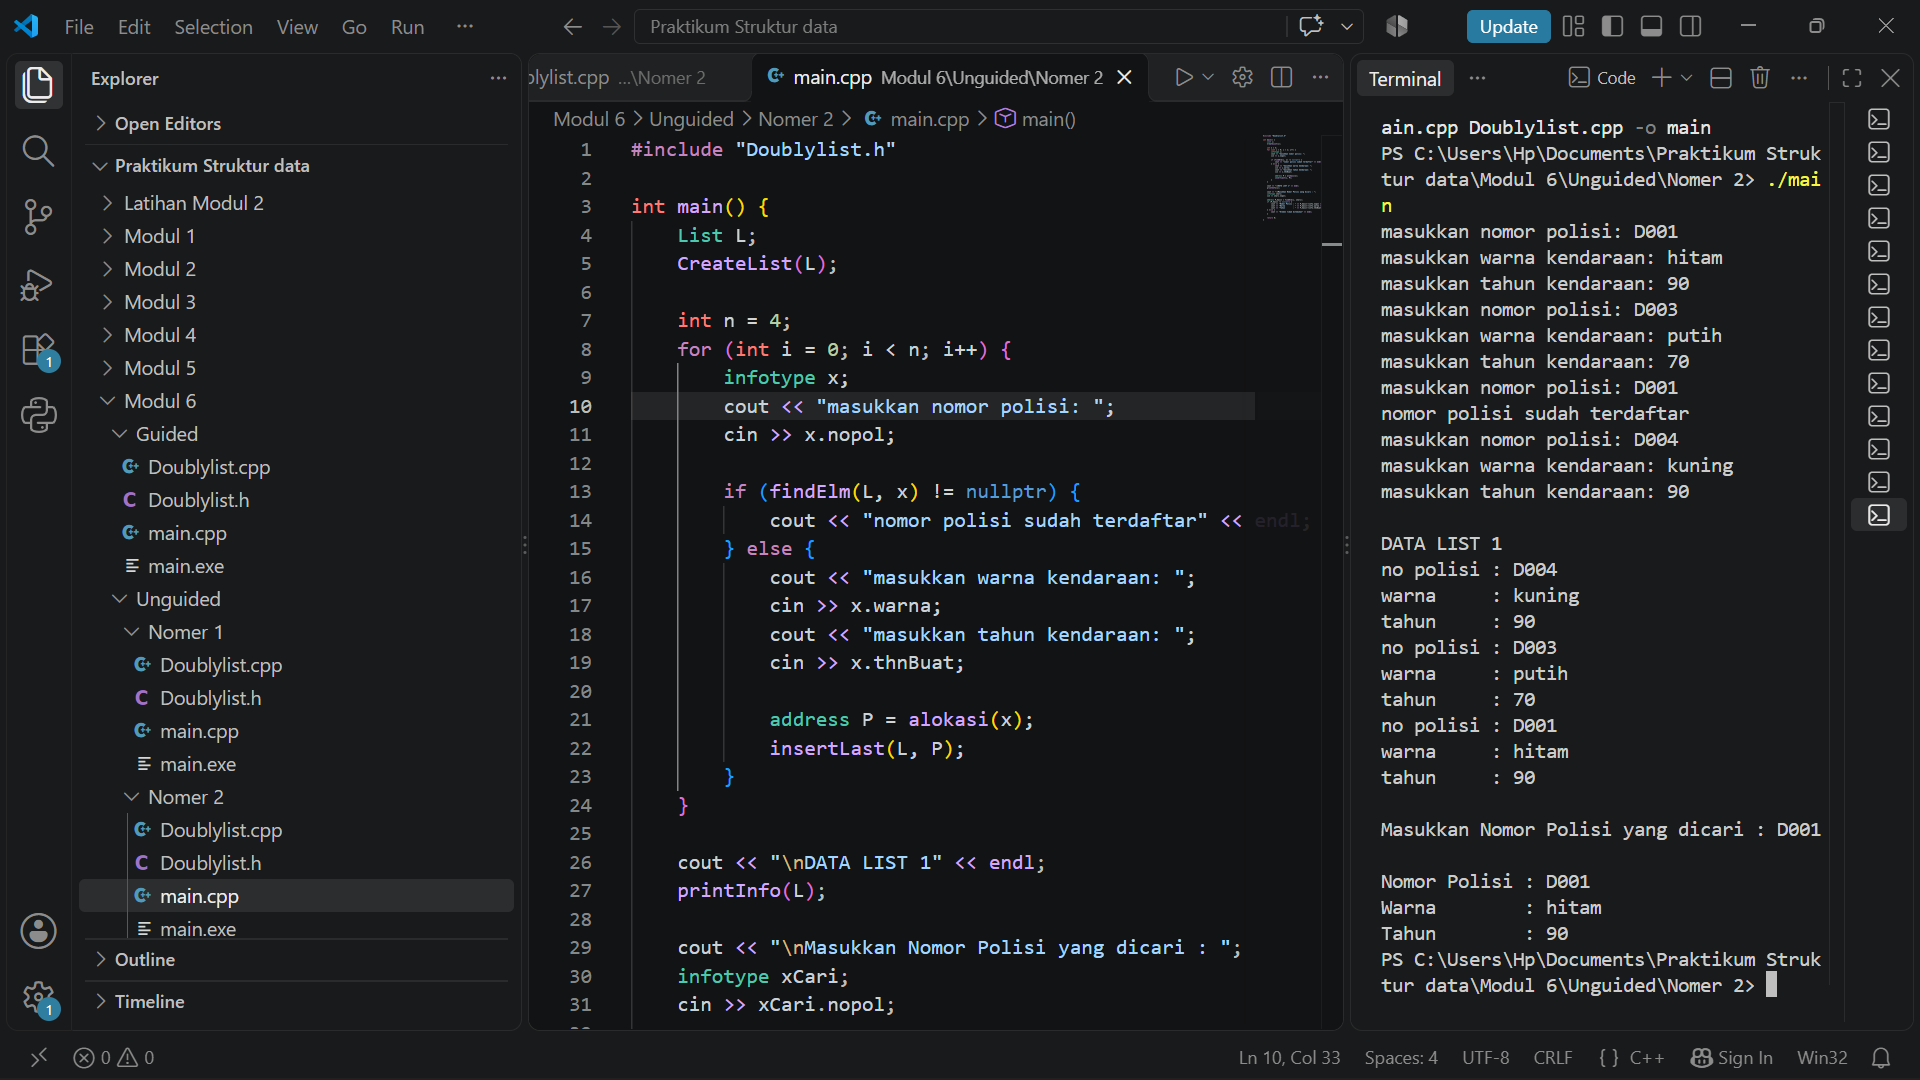 File Edit Selection View Go Run ···
Praktikum Struktur data
Update
Explorer
Open Editors
Praktikum Struktur data
Latihan Modul 2
Modul 1
Modul 2
Modul 3
Modul 4
Modul 5
Modul 6
Guided
Doublylist.cpp
Doublylist.h
main.cpp
main.exe
Unguided
Nomer 1
Doublylist.cpp
Doublylist.h
main.cpp
main.exe
Nomer 2
Doublylist.cpp
Doublylist.h
main.cpp
main.exe
Outline
Timeline
1
1
blylist.cpp ...\Nomer 2
main.cpp Modul 6\Unguided\Nomer 2
Modul 6 > Unguided > Nomer 2 > main.cpp > main()
1 #include "Doublylist.h"
2
3 int main() {
4 List L;
5 CreateList(L);
6
7 int n = 4;
8 for (int i = 0; i < n; i++) {
9 infotype x;
10 cout << "masukkan nomor polisi: ";
11 cin >> x.nopol;
12
13 if (findElm(L, x) != nullptr) {
14 cout << "nomor polisi sudah terdaftar" << endl;
15 } else {
16 cout << "masukkan warna kendaraan: ";
17 cin >> x.warna;
18 cout << "masukkan tahun kendaraan: ";
19 cin >> x.thnBuat;
20
21 address P = alokasi(x);
22 insertLast(L, P);
23 }
24 }
25
26 cout << "\nDATA LIST 1" << endl;
27 printInfo(L);
28
29 cout << "\nMasukkan Nomor Polisi yang dicari : ";
30 infotype xCari;
31 cin >> xCari.nopol;
Terminal
Code
ain.cpp Doublylist.cpp -o main
PS C:\Users\Hp\Documents\Praktikum Struk
tur data\Modul 6\Unguided\Nomer 2> ./mai
n
masukkan nomor polisi: D001
masukkan warna kendaraan: hitam
masukkan tahun kendaraan: 90
masukkan nomor polisi: D003
masukkan warna kendaraan: putih
masukkan tahun kendaraan: 70
masukkan nomor polisi: D001
nomor polisi sudah terdaftar
masukkan nomor polisi: D004
masukkan warna kendaraan: kuning
masukkan tahun kendaraan: 90
DATA LIST 1
no polisi : D004
warna : kuning
tahun : 90
no polisi : D003
warna : putih
tahun : 70
no polisi : D001
warna : hitam
tahun : 90
Masukkan Nomor Polisi yang dicari : D001
Nomor Polisi : D001
Warna : hitam
Tahun : 90
PS C:\Users\Hp\Documents\Praktikum Struk
tur data\Modul 6\Unguided\Nomer 2>
0 0
Ln 10, Col 33 Spaces: 4 UTF-8 CRLF { } C++ Sign In Win32